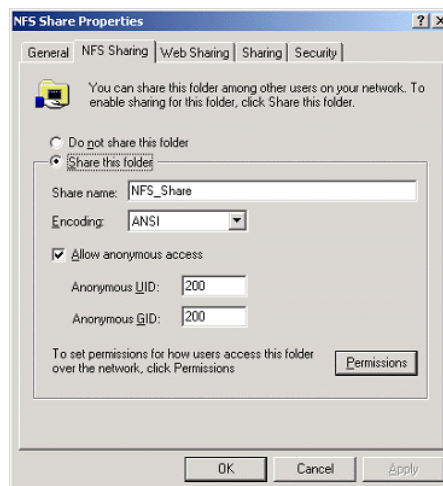 NFS Share Properties
General NFS Sharing Web Sharing Sharing Security
You can share this folder among other users on your network. To
enable sharing for this folder, click Share this folder.
Do not share this folder
Share this folder
Share name: NFS_Share
Encoding: ANSI
Allow anonymous access
Anonymous UID: 200
Anonymous GID: 200
To set permissions for how users access this folder
over the network, click Permissions
Permissions
OK Cancel Apply